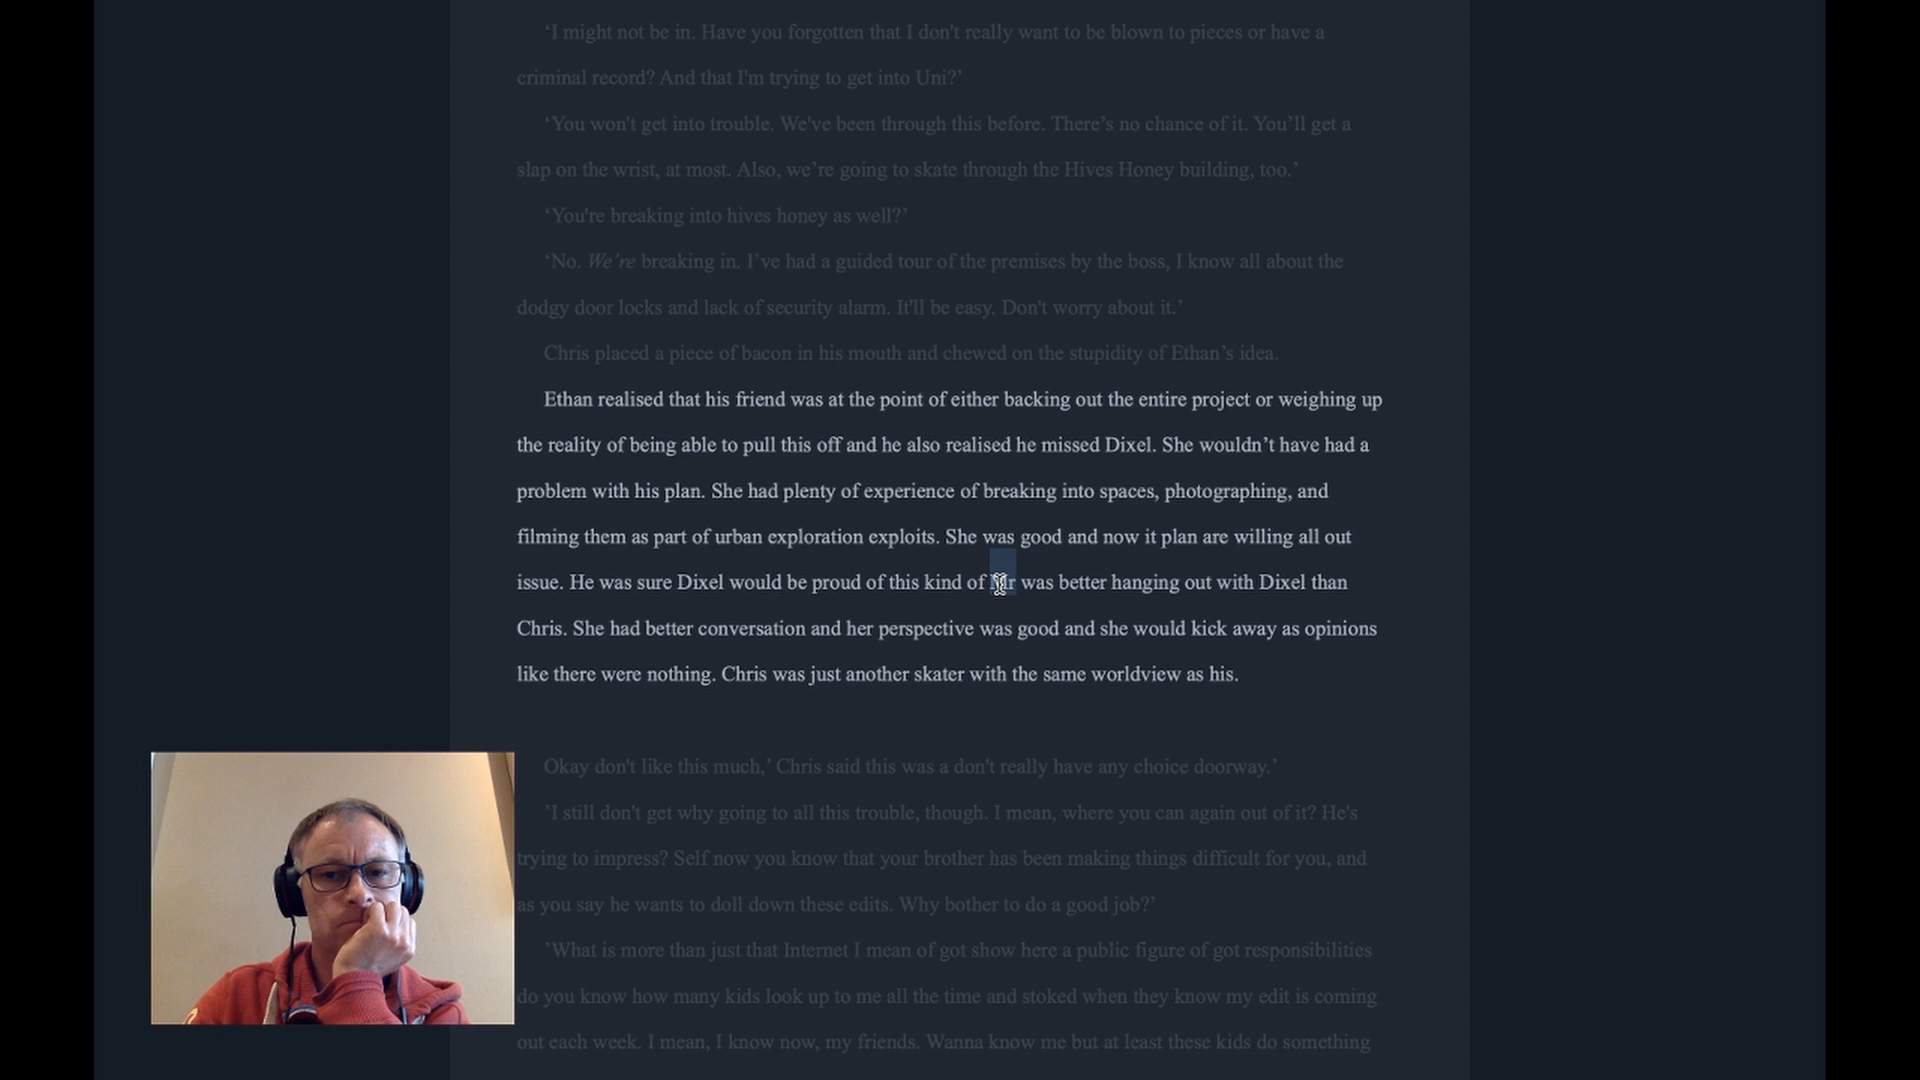 ‘I might not be in. Have you forgotten that I don't really want to be blown to pieces or have a
criminal record? And that I'm trying to get into Uni?’
‘You won't get into trouble. We've been through this before. There’s no chance of it. You’ll get a
slap on the wrist, at most. Also, we’re going to skate through the Hives Honey building, too.’
‘You're breaking into hives honey as well?’
‘No. We’re breaking in. I’ve had a guided tour of the premises by the boss, I know all about the
dodgy door locks and lack of security alarm. It'll be easy. Don't worry about it.’
Chris placed a piece of bacon in his mouth and chewed on the stupidity of Ethan’s idea.
Ethan realised that his friend was at the point of either backing out the entire project or weighing up
the reality of being able to pull this off and he also realised he missed Dixel. She wouldn’t have had a
problem with his plan. She had plenty of experience of breaking into spaces, photographing, and
filming them as part of urban exploration exploits. She was good and now it plan are willing all out
issue. He was sure Dixel would be proud of this kind of was better hanging out with Dixel than
Chris. She had better conversation and her perspective was good and she would kick away as opinions
like there were nothing. Chris was just another skater with the same worldview as his.
Okay don't like this much,’ Chris said this was a don't really have any choice doorway.’
’I still don't get why going to all this trouble, though. I mean, where you can again out of it? He's
trying to impress? Self now you know that your brother has been making things difficult for you, and
as you say he wants to doll down these edits. Why bother to do a good job?’
’What is more than just that Internet I mean of got show here a public figure of got responsibilities
do you know how many kids look up to me all the time and stoked when they know my edit is coming
out each week. I mean, I know now, my friends. Wanna know me but at least these kids do something